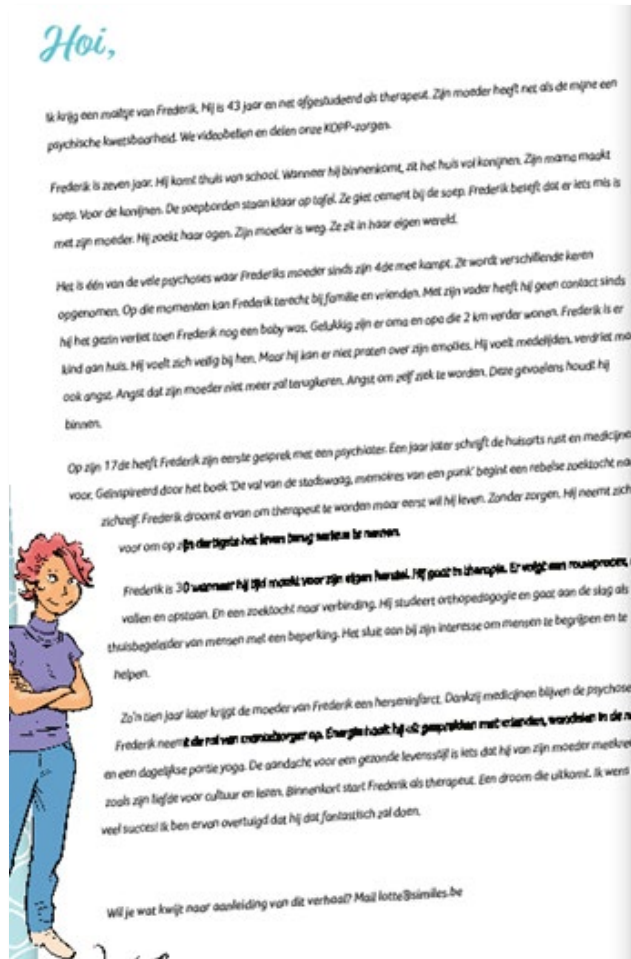 Hoi,
Ik krijg een mailtje van Frederik. Hij is 43 jaar en net afgestudeerd als therapeut. Zijn moeder heeft net als de mijne een
psychische kwetsbaarheid. We videobellen en delen onze KOPP-zorgen.
Frederik is zeven jaar. Hij komt thuis van school. Wanneer hij binnenkomt, zit het huis vol konijnen. Zijn mama maakt
soep. Voor de konijnen. De soepborden staan klaar op tafel. Ze giet cement bij de soep. Frederik beseft dat er iets mis is
met zijn moeder. Hij zoekt haar ogen. Zijn moeder is weg. Ze zit in haar eigen wereld.
Het is één van de vele psychoses waar Frederiks moeder sinds zijn 4de mee kampt. Ze wordt verschillende keren
opgenomen. Op die momenten kan Frederik terecht bij familie en vrienden. Met zijn vader heeft hij geen contact sinds
hij het gezin verliet toen Frederik nog een baby was. Gelukkig zijn er oma en opa die 2 km verder wonen. Frederik is er
kind aan huis. Hij voelt zich veilig bij hen. Maar hij kan er niet praten over zijn emoties. Hij voelt medelijden, verdriet ma
ook angst. Angst dat zijn moeder niet meer zal terugkeren. Angst om zelf ziek te worden. Deze gevoelens houdt hij
binnen.
Op zijn 17de heeft Frederik zijn eerste gesprek met een psychiater. Een jaar later schrijft de huisarts rust en medicijne
voor. Geïnspireerd door het boek 'De val van de stadswaag, memoires van een punk' begint een rebelse zoektocht na
zichzelf. Frederik droomt ervan om therapeut te worden maar eerst wil hij leven. Zonder zorgen. Hij neemt zich
voor om op zijn dertigste het leven terug serieus te nemen.
Frederik is 30 wanneer hij tijd maakt voor zijn eigen herstel. Hij gaat in therapie. Er volgt een rouwproces,
vallen en opstaan. En een zoektocht naar verbinding. Hij studeert orthopedagogie en gaat aan de slag als
thuisbegeleider van mensen met een beperking. Het sluit aan bij zijn interesse om mensen te begrijpen en te
helpen.
Zo'n tien jaar later krijgt de moeder van Frederik een herseninfarct. Dankzij medicijnen blijven de psychose
Frederik neemt de rol van mantelzorger op. Energie haalt hij uit gesprekken met vrienden, wandelen in de n
en een dagelijkse portie yoga. De aandacht voor een gezonde levensstijl is iets dat hij van zijn moeder meekree
zoals zijn liefde voor cultuur en lezen. Binnenkort start Frederik als therapeut. Een droom die uitkomt. Ik wens
veel succes! Ik ben ervan overtuigd dat hij dat fantastisch zal doen.
Wil je wat kwijt naar aanleiding van dit verhaal? Mail lotte@similes.be